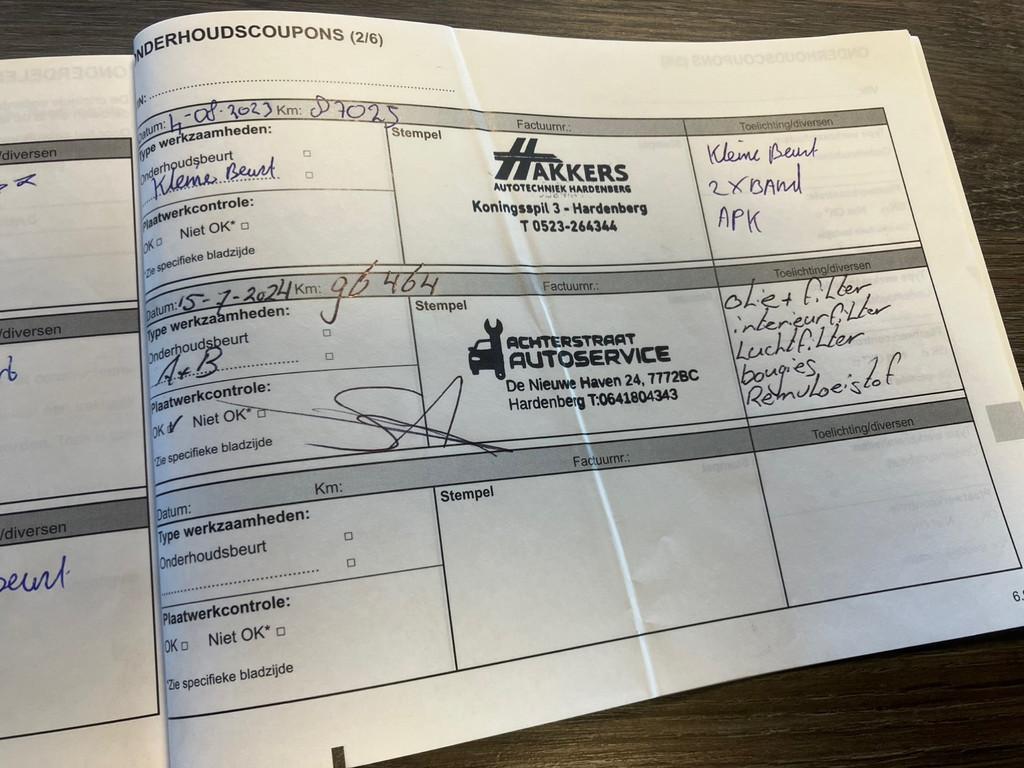 /diversen
/diversen
/diversen
beurt
NDERHOUDSCOUPONS (2/6)
IN:
Datum: 4-08-2023 Km: 87025
Factuurnr.:
Toelichting/diversen
Type werkzaamheden:
Onderhoudsbeurt
Kleine Beurt
Plaatwerkcontrole:
OK Niet OK*
*Zie specifieke bladzijde
Stempel
HAKKERS
AUTOTECHNIEK HARDENBERG
Koningsspil 3 - Hardenberg
T 0523-264344
Kleine Beurt
2 X BAND
APK
Datum: 15-7-2024 Km: 96464
Factuurnr.:
Toelichting/diversen
Type werkzaamheden:
Onderhoudsbeurt
A+B
Plaatwerkcontrole:
OK Niet OK*
*Zie specifieke bladzijde
Stempel
ACHTERSTRAAT
AUTOSERVICE
De Nieuwe Haven 24, 7772BC
Hardenberg T:0641804343
olie + filter
interieurfilter
Luchtfilter
bougies
Remvloeistof
Datum: Km:
Factuurnr.:
Toelichting/diversen
Type werkzaamheden:
Onderhoudsbeurt
Plaatwerkcontrole:
OK Niet OK*
*Zie specifieke bladzijde
Stempel